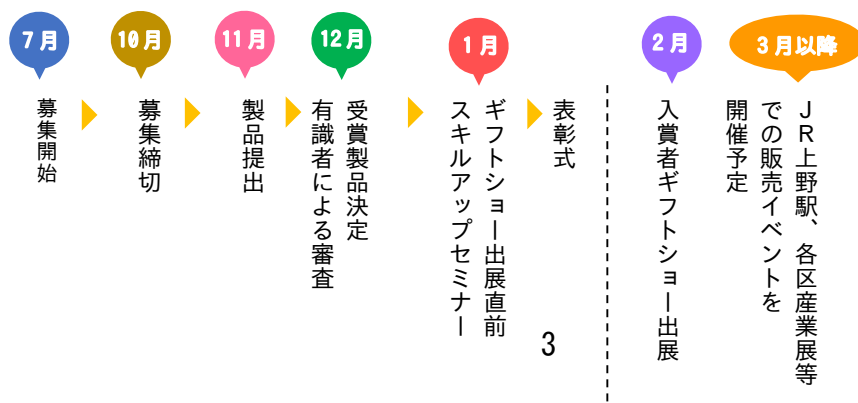 7月
募集開始
10月
募集締切
11月
製品提出
12月
受賞製品決定
有識者による審査
1月
ギフトショー出展直前
スキルアップセミナー
表彰式
2月
入賞者ギフトショー出展
3月以降
ＪＲ上野駅、各区産業展等
での販売イベントを
開催予定
3